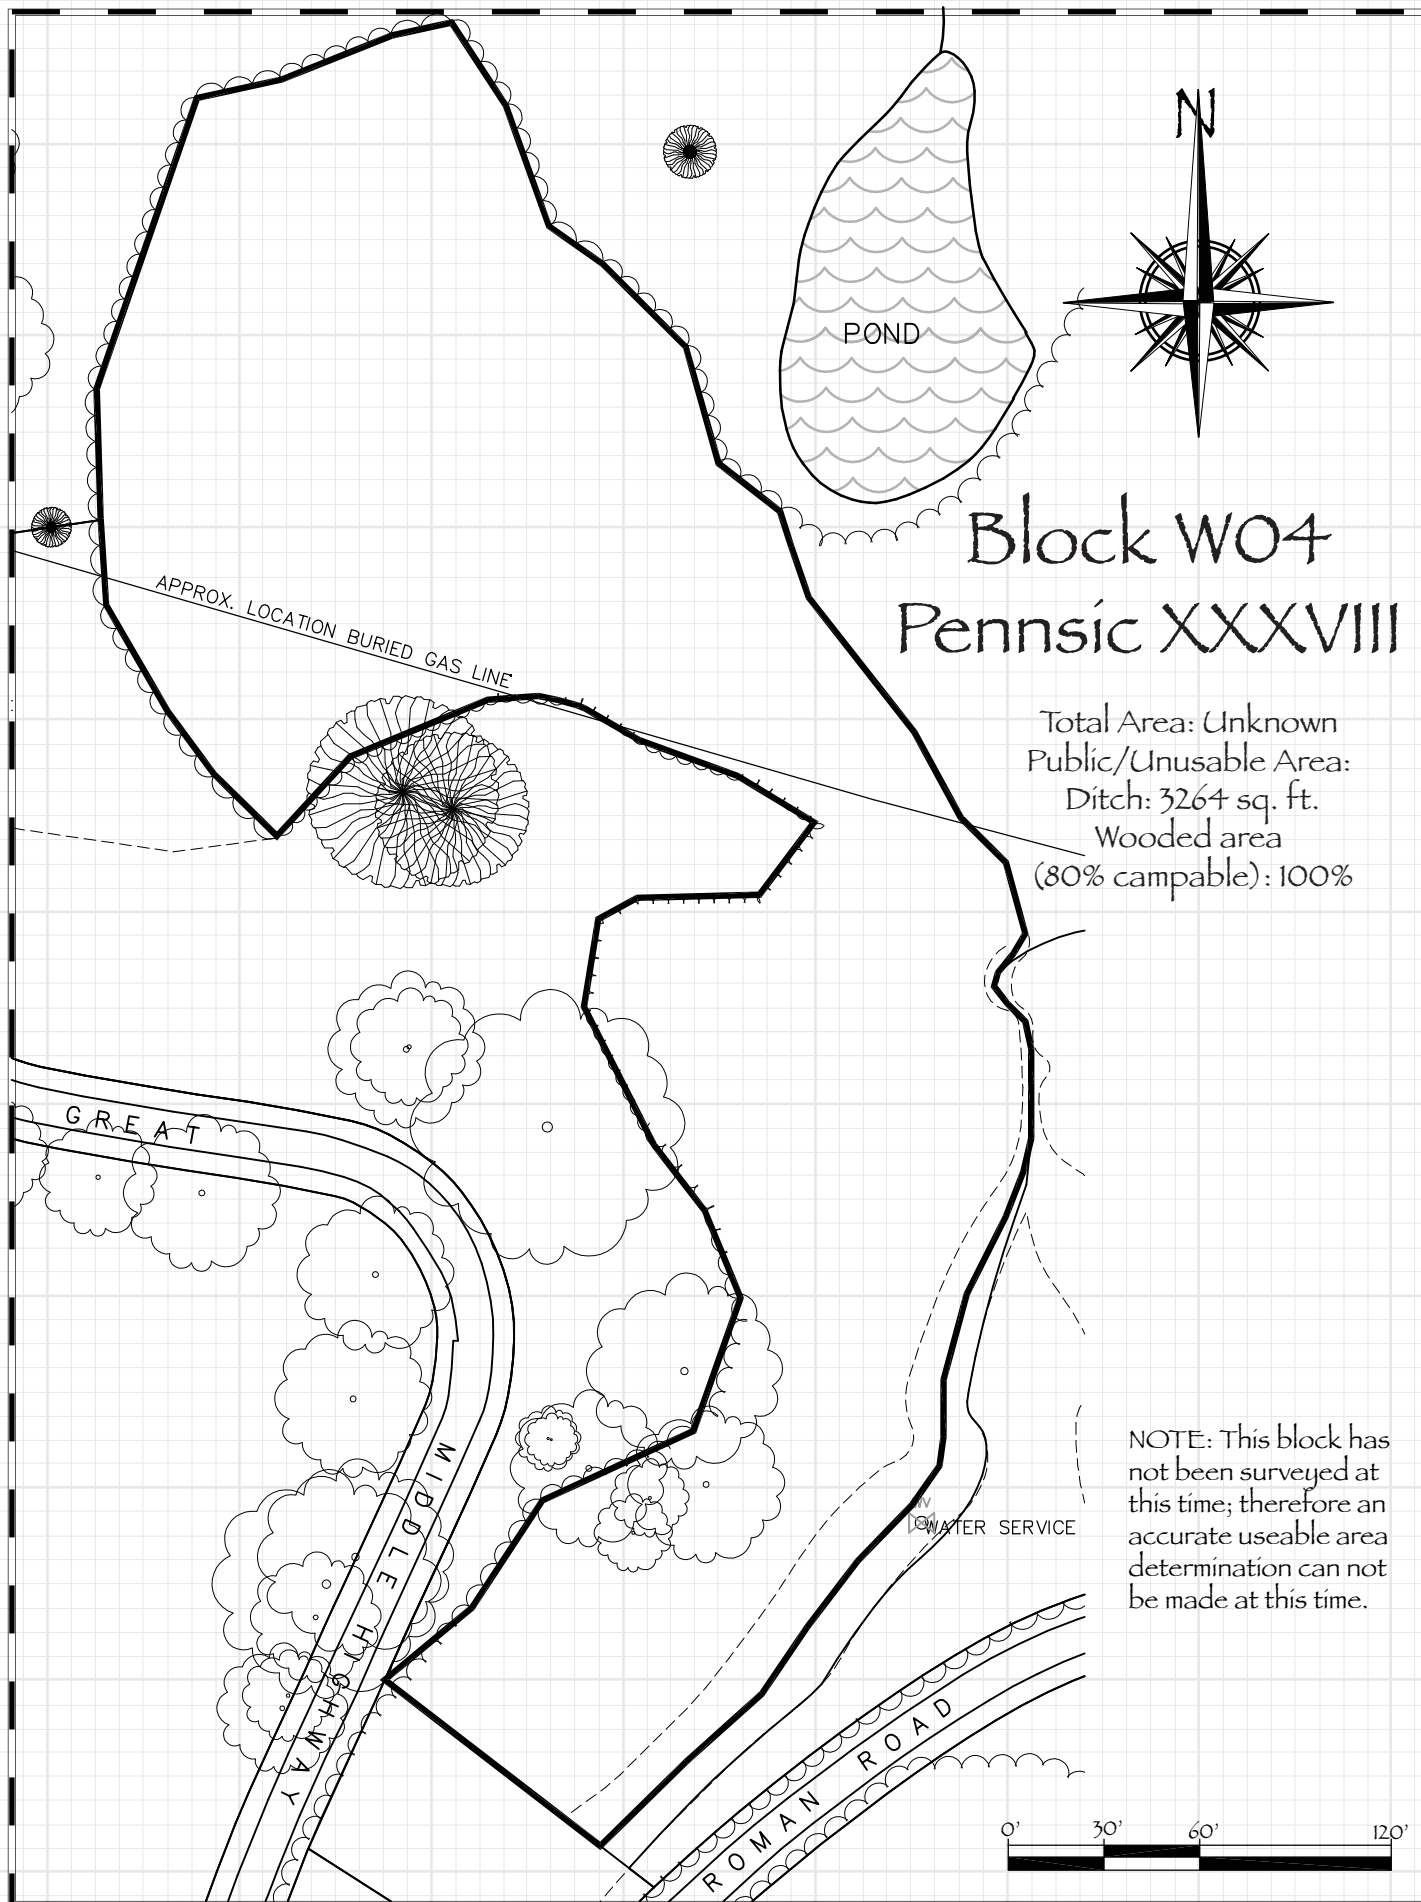 N
POND
Block W04
Pennsic XXXVIII
APPROX. LOCATION BURIED GAS LINE
Total Area: Unknown
Public/Unusable Area:
Ditch: 3264 sq. ft.
Wooded area
(80% campable): 100%
GREAT
MIDDLE HIGHWAY
NOTE: This block has
not been surveyed at
this time; therefore an
accurate useable area
determination can not
be made at this time.
WV
WATER SERVICE
ROMAN ROAD
0' 30' 60' 120'